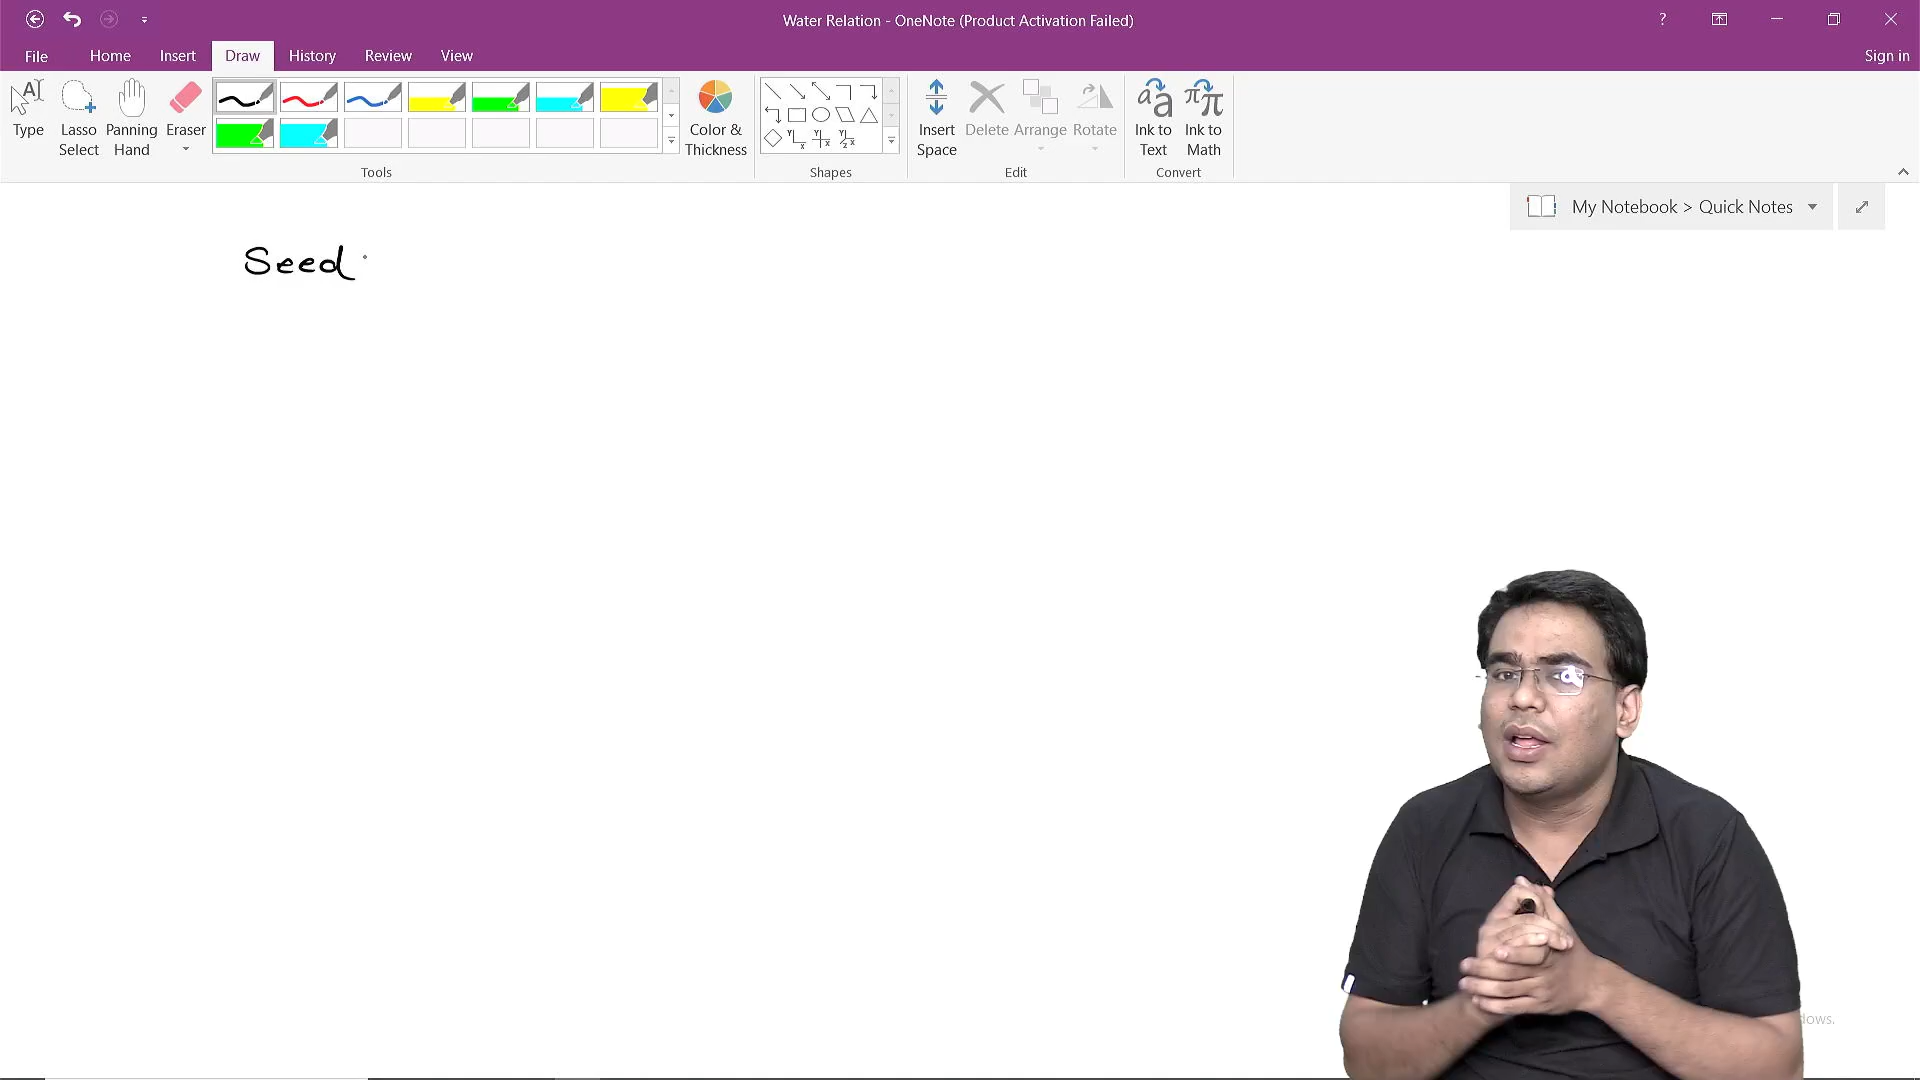 Water Relation - OneNote (Product Activation Failed)
?
File Home Insert Draw History Review View
Sign in
Type
Lasso Select
Panning Hand
Eraser
Color & Thickness
Insert Space
Delete
Arrange
Rotate
Ink to Text
Ink to Math
Tools
Shapes
Edit
Convert
My Notebook > Quick Notes
Seed